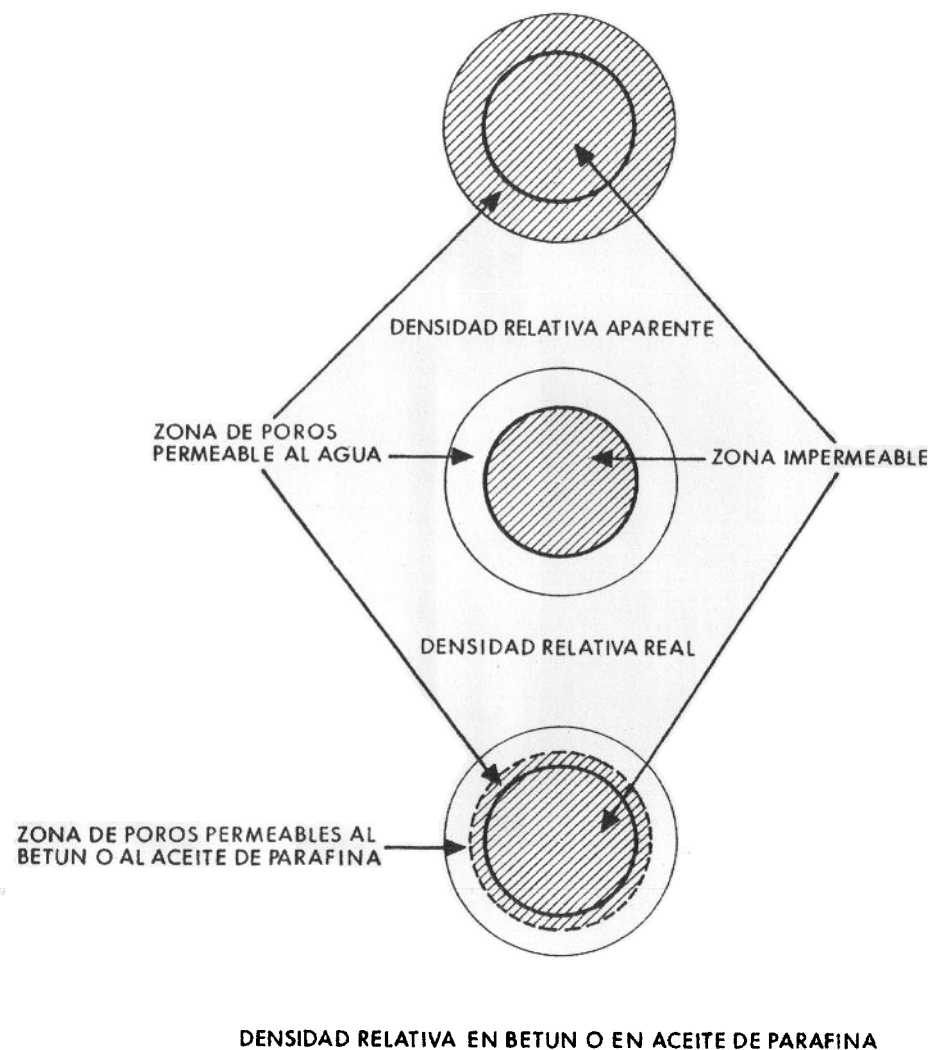 DENSIDAD RELATIVA APARENTE
ZONA DE POROS
PERMEABLE AL AGUA
ZONA IMPERMEABLE
DENSIDAD RELATIVA REAL
ZONA DE POROS PERMEABLES AL
BETUN O AL ACEITE DE PARAFINA
DENSIDAD RELATIVA EN BETUN O EN ACEITE DE PARAFINA